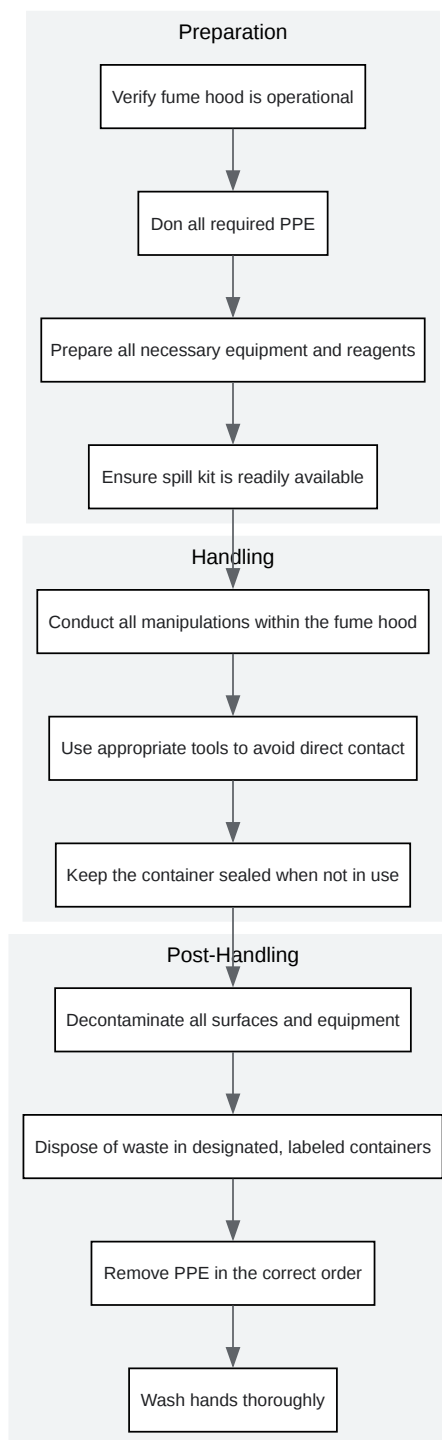 Preparation
Verify fume hood is operational
Don all required PPE
Prepare all necessary equipment and reagents
Ensure spill kit is readily available
Handling
Conduct all manipulations within the fume hood
Use appropriate tools to avoid direct contact
Keep the container sealed when not in use
Post-Handling
Decontaminate all surfaces and equipment
Dispose of waste in designated, labeled containers
Remove PPE in the correct order
Wash hands thoroughly